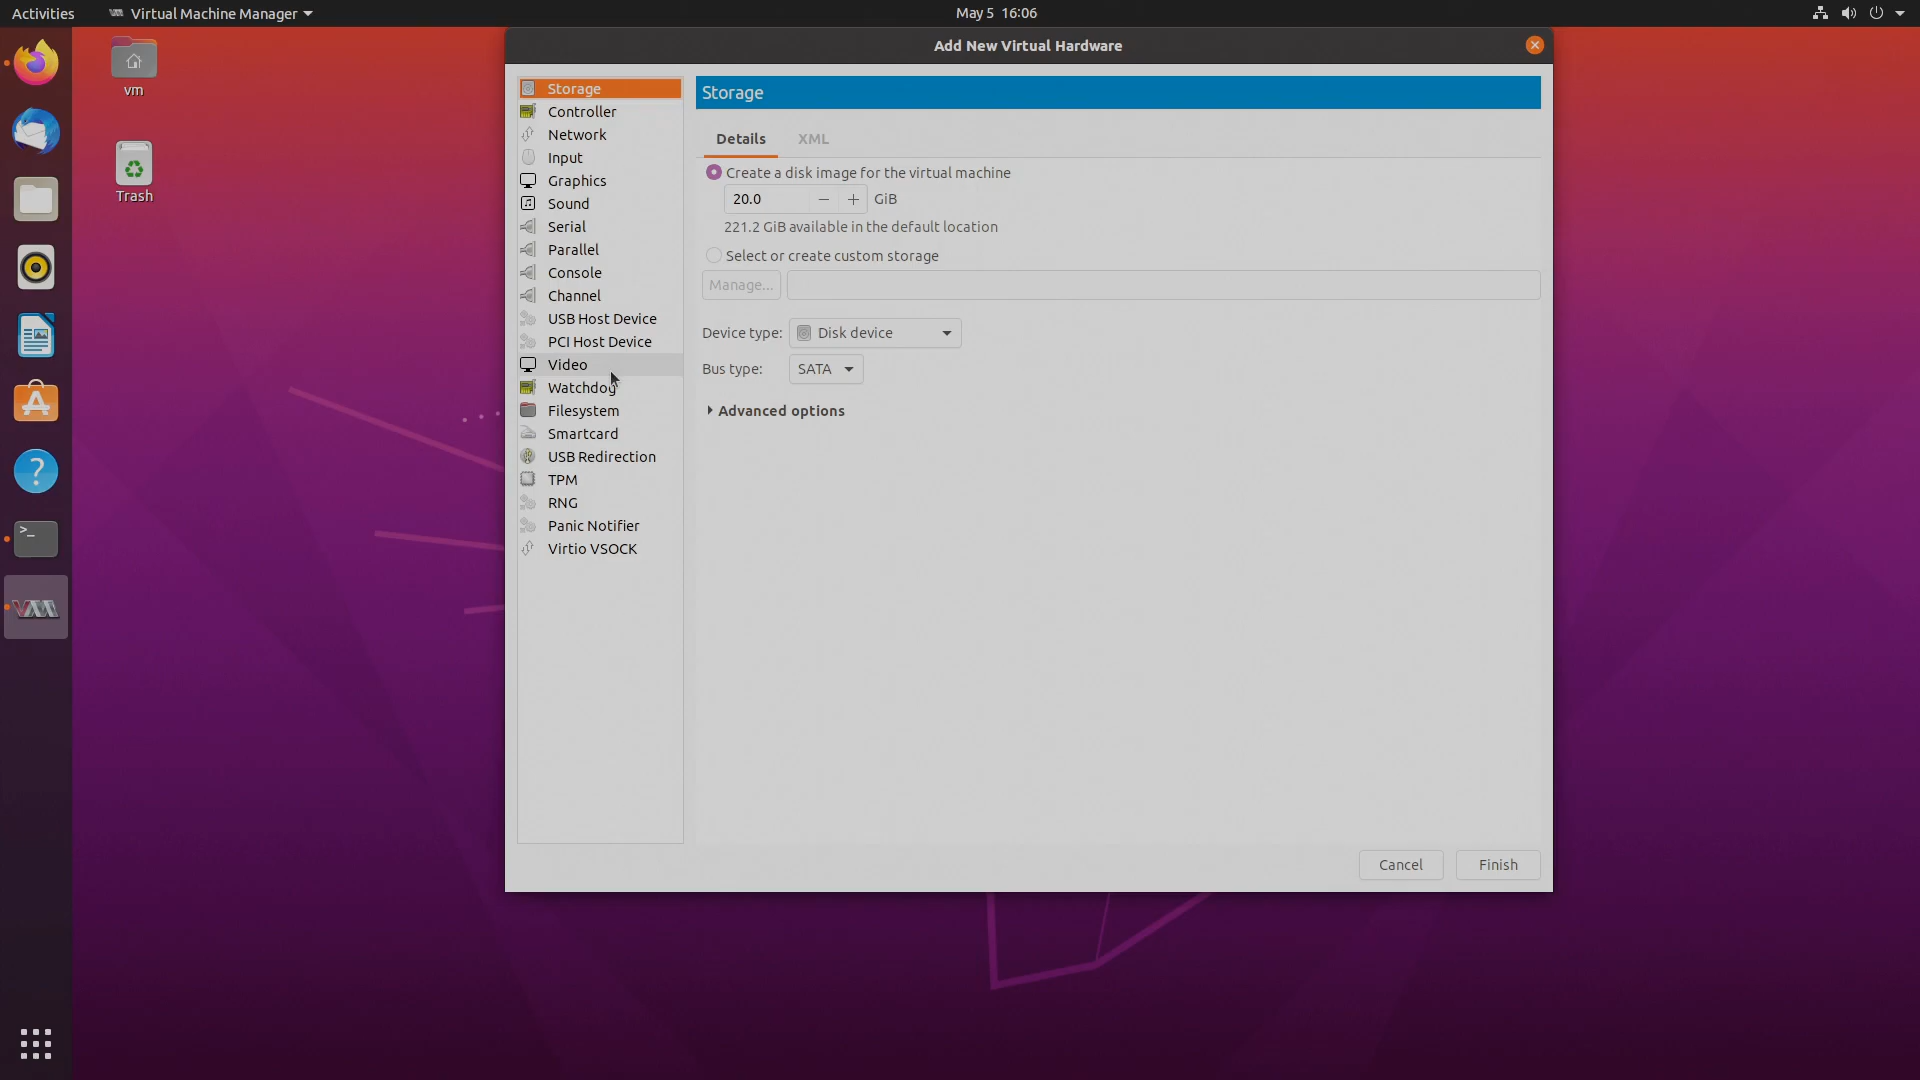 Activities
Virtual Machine Manager
May 5 16:06
vm
Trash
Add New Virtual Hardware
Storage
Controller
Network
Input
Graphics
Sound
Serial
Parallel
Console
Channel
USB Host Device
PCI Host Device
Video
Watchdog
Filesystem
Smartcard
USB Redirection
TPM
RNG
Panic Notifier
Virtio VSOCK
Storage
Details XML
Create a disk image for the virtual machine
20.0 − + GiB
221.2 GiB available in the default location
Select or create custom storage
Manage...
Device type: Disk device
Bus type: SATA
Advanced options
Cancel Finish